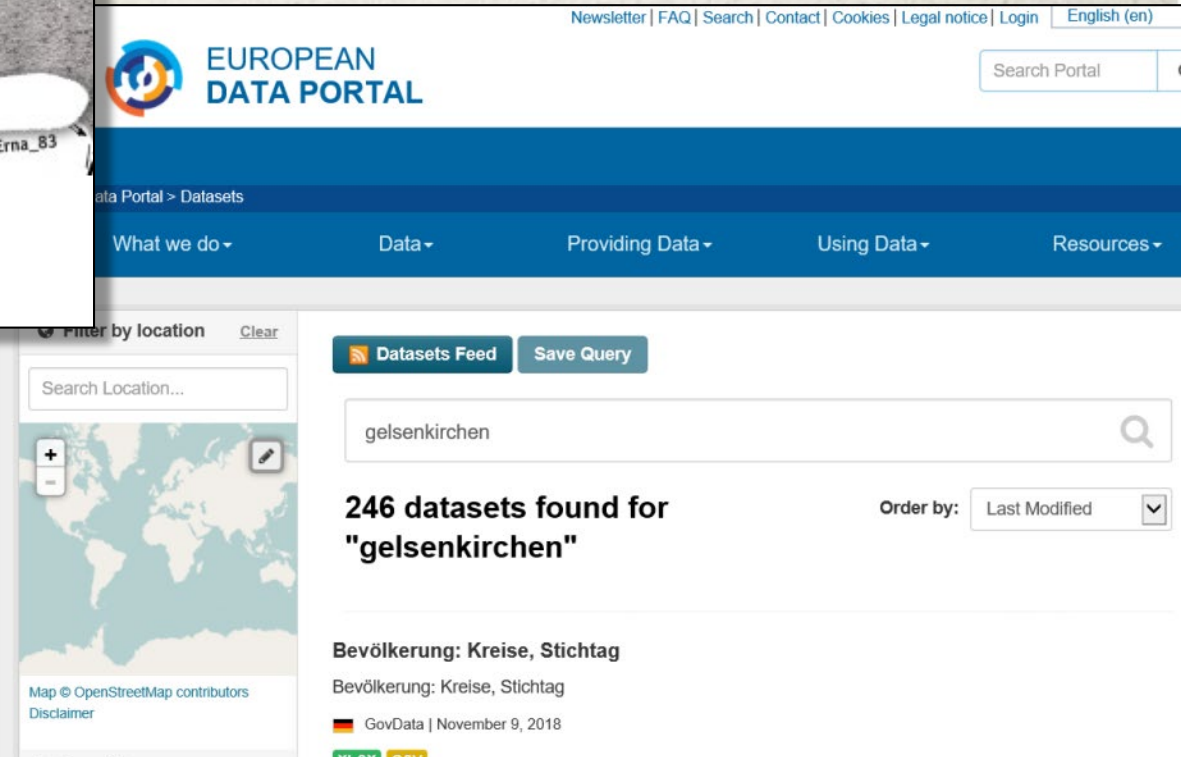 Newsletter | FAQ | Search | Contact | Cookies | Legal notice | Login English (en)
EUROPEAN
DATA PORTAL
Search Portal
Erna_83
Data Portal > Datasets
What we do Data Providing Data Using Data Resources
Filter by location Clear
Search Location...
+
-
Map © OpenStreetMap contributors
Disclaimer
Datasets Feed Save Query
gelsenkirchen
246 datasets found for
"gelsenkirchen"
Order by: Last Modified
Bevölkerung: Kreise, Stichtag
Bevölkerung: Kreise, Stichtag
GovData | November 9, 2018